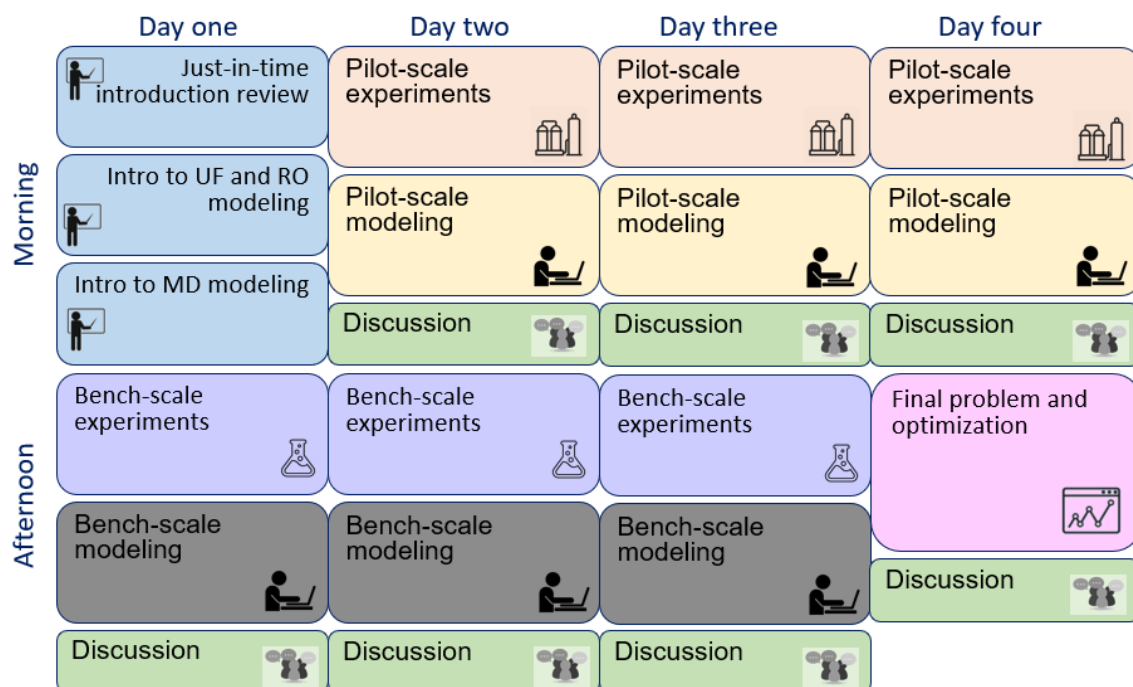 Day one
Day two
Day three
Day four
Morning
Just-in-time
introduction review
Pilot-scale
experiments
Pilot-scale
experiments
Pilot-scale
experiments
Intro to UF and RO
modeling
Pilot-scale
modeling
Pilot-scale
modeling
Pilot-scale
modeling
Intro to MD modeling
Discussion
Discussion
Discussion
Afternoon
Bench-scale
experiments
Bench-scale
experiments
Bench-scale
experiments
Final problem and
optimization
Bench-scale
modeling
Bench-scale
modeling
Bench-scale
modeling
Discussion
Discussion
Discussion
Discussion